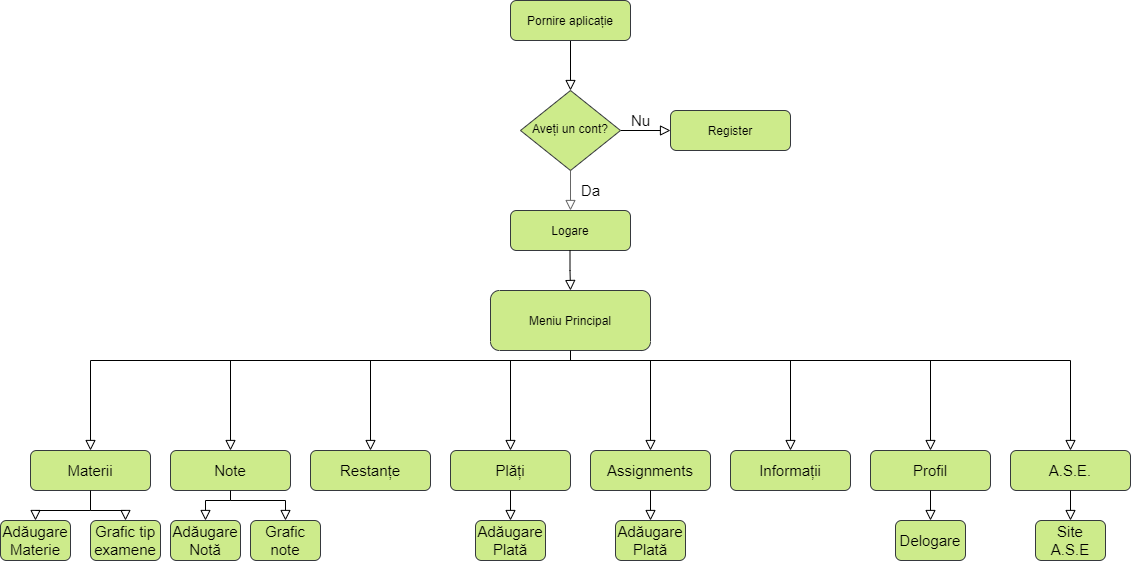 Pornire aplicație
Aveți un cont?
Nu
Register
Da
Logare
Meniu Principal
Materii
Note
Restanțe
Plăți
Assignments
Informații
Profil
A.S.E.
Adăugare
Materie
Grafic tip
examene
Adăugare
Notă
Grafic
note
Adăugare
Plată
Adăugare
Plată
Delogare
Site
A.S.E